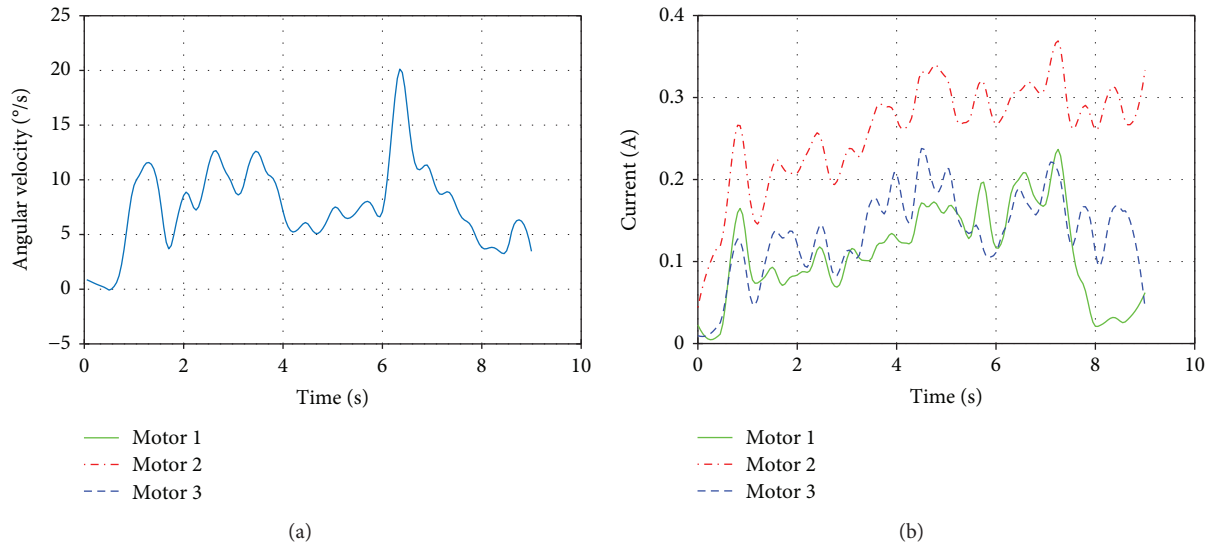 25
20
15
10
5
0
−5
Angular velocity (°/s)
0 2 4 6 8 10
Time (s)
Motor 1
Motor 2
Motor 3
(a)
0.4
0.3
0.2
0.1
0
Current (A)
0 2 4 6 8 10
Time (s)
Motor 1
Motor 2
Motor 3
(b)